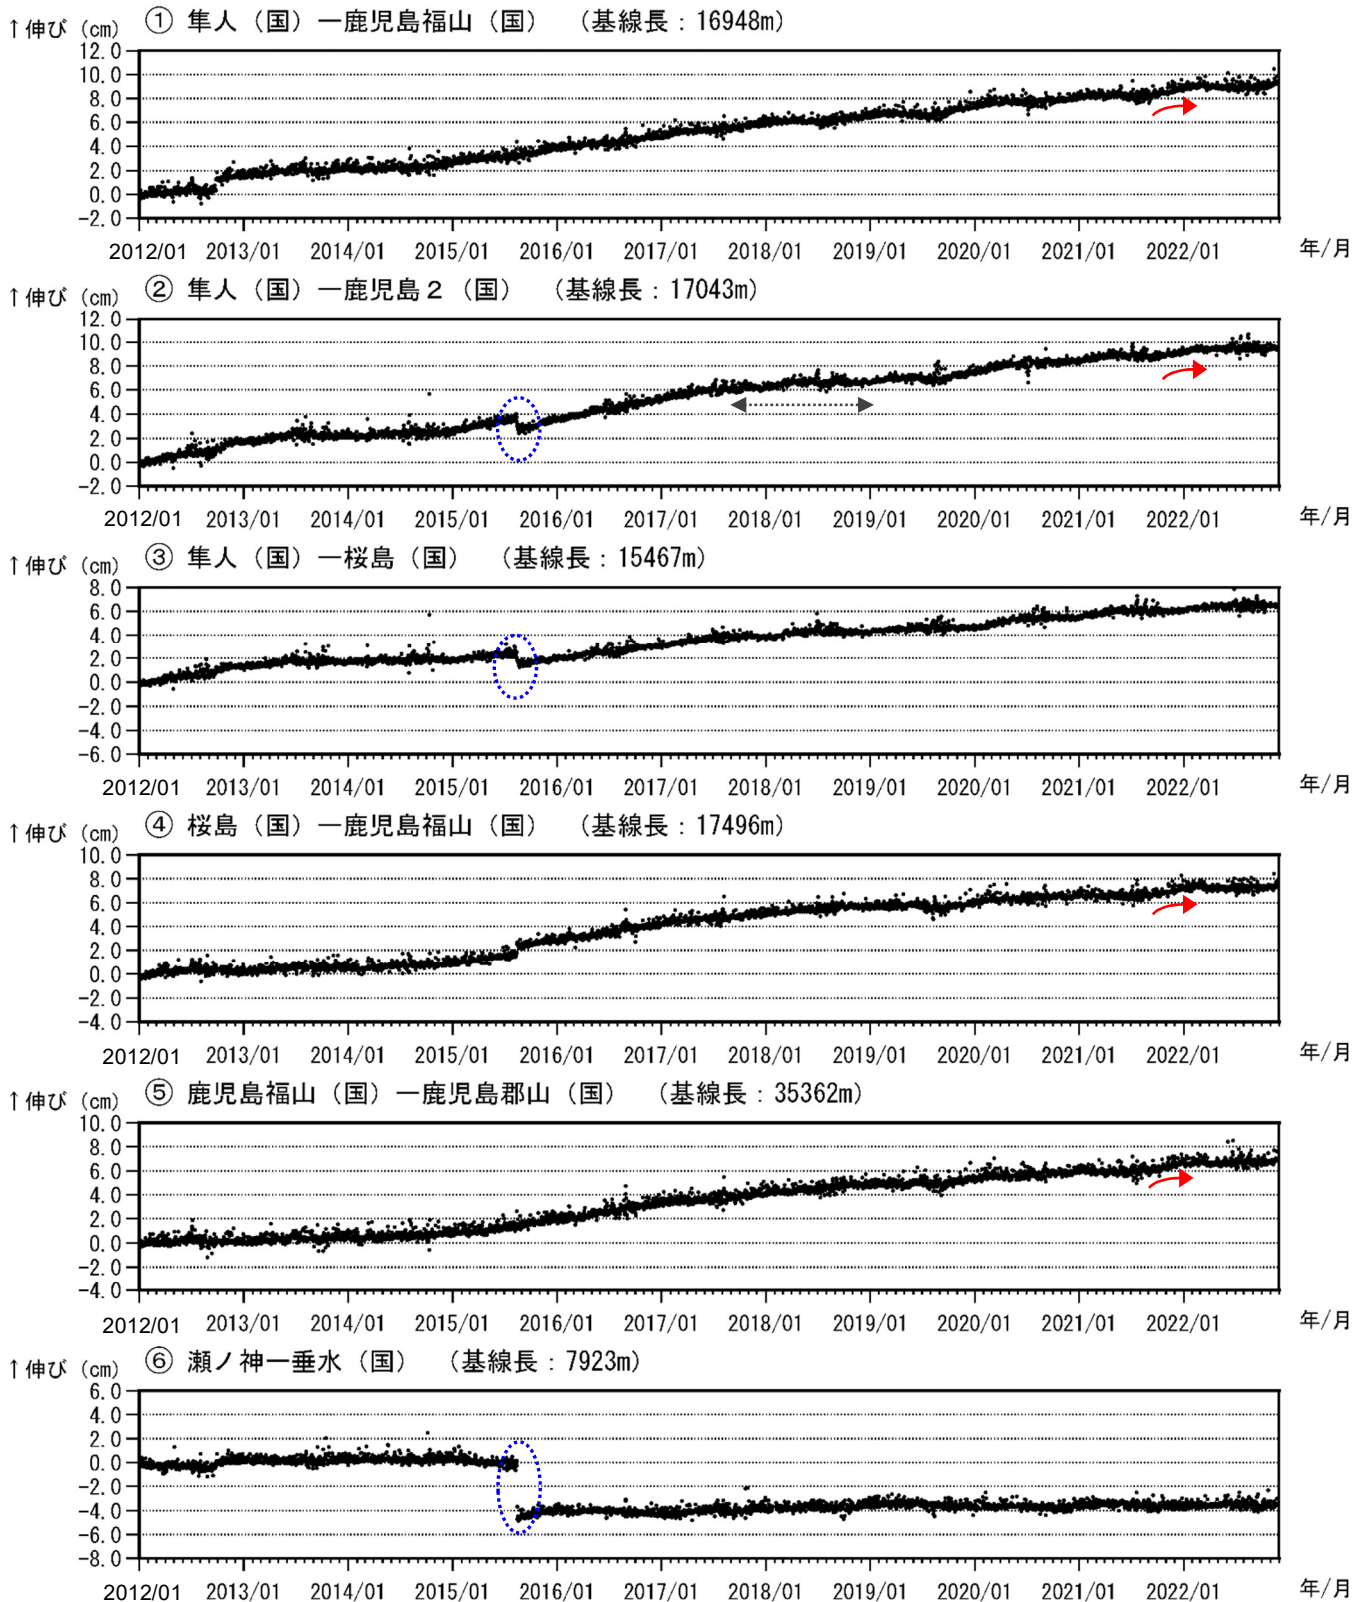 ① 隼人（国）－鹿児島福山（国）　（基線長：16948m）
↑伸び（cm）
12.0
10.0
8.0
6.0
4.0
2.0
0.0
-2.0
2012/01 2013/01 2014/01 2015/01 2016/01 2017/01 2018/01 2019/01 2020/01 2021/01 2022/01 年/月
② 隼人（国）－鹿児島２（国）　（基線長：17043m）
↑伸び（cm）
12.0
10.0
8.0
6.0
4.0
2.0
0.0
-2.0
2012/01 2013/01 2014/01 2015/01 2016/01 2017/01 2018/01 2019/01 2020/01 2021/01 2022/01 年/月
③ 隼人（国）－桜島（国）　（基線長：15467m）
↑伸び（cm）
8.0
6.0
4.0
2.0
0.0
-2.0
-4.0
-6.0
2012/01 2013/01 2014/01 2015/01 2016/01 2017/01 2018/01 2019/01 2020/01 2021/01 2022/01 年/月
④ 桜島（国）－鹿児島福山（国）　（基線長：17496m）
↑伸び（cm）
10.0
8.0
6.0
4.0
2.0
0.0
-2.0
-4.0
2012/01 2013/01 2014/01 2015/01 2016/01 2017/01 2018/01 2019/01 2020/01 2021/01 2022/01 年/月
⑤ 鹿児島福山（国）－鹿児島郡山（国）　（基線長：35362m）
↑伸び（cm）
10.0
8.0
6.0
4.0
2.0
0.0
-2.0
-4.0
2012/01 2013/01 2014/01 2015/01 2016/01 2017/01 2018/01 2019/01 2020/01 2021/01 2022/01 年/月
⑥ 瀬ノ神－垂水（国）　（基線長：7923m）
↑伸び（cm）
6.0
4.0
2.0
0.0
-2.0
-4.0
-6.0
-8.0
2012/01 2013/01 2014/01 2015/01 2016/01 2017/01 2018/01 2019/01 2020/01 2021/01 2022/01 年/月